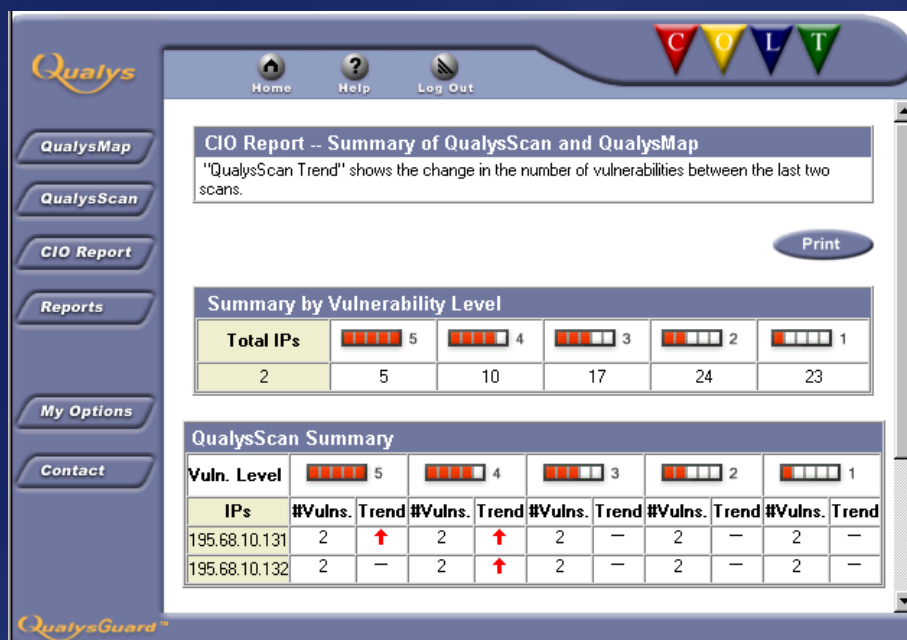 Qualys
Home Help Log Out
C O L T
QualysMap
QualysScan
CIO Report
Reports
My Options
Contact
CIO Report -- Summary of QualysScan and QualysMap
"QualysScan Trend" shows the change in the number of vulnerabilities between the last two
scans.
Print
Summary by Vulnerability Level
Total IPs 5 4 3 2 1
2 5 10 17 24 23
QualysScan Summary
Vuln. Level 5 4 3 2 1
IPs #Vulns. Trend #Vulns. Trend #Vulns. Trend #Vulns. Trend #Vulns. Trend
195.68.10.131 2 ↑ 2 ↑ 2 — 2 — 2 —
195.68.10.132 2 — 2 ↑ 2 — 2 — 2 —
QualysGuard™